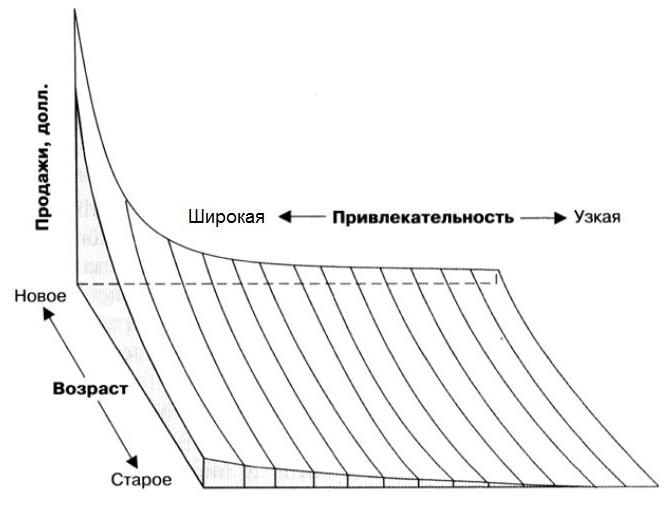 Продажи, долл.
Широкая Привлекательность Узкая
Новое
Возраст
Старое